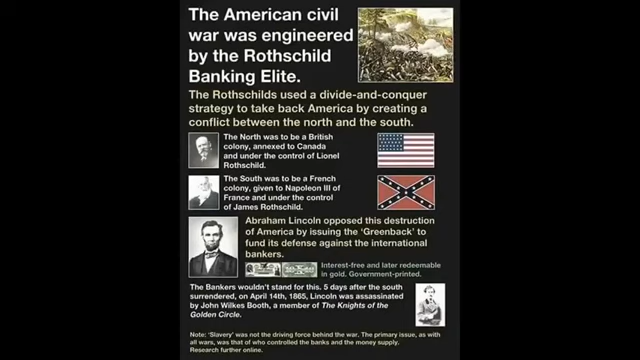 The American civil
war was engineered
by the Rothschild
Banking Elite.
The Rothschilds used a divide-and-conquer
strategy to take back America by creating a
conflict between the north and the south.
The North was to be a British
colony, annexed to Canada
and under the control of Lionel
Rothschild.
The South was to be a French
colony, given to Napoleon III of
France and under the control
of James Rothschild.
Abraham Lincoln opposed this destruction
of America by issuing the ‘Greenback’ to
fund its defense against the international
bankers.
Interest-free and later redeemable
in gold. Government-printed.
The Bankers wouldn't stand for this. 5 days after the south
surrendered, on April 14th, 1865, Lincoln was assassinated
by John Wilkes Booth, a member of The Knights of the
Golden Circle.
Note: ‘Slavery’ was not the driving force behind the war. The primary issue, as with
all wars, was that of who controlled the banks and the money supply.
Research further online.